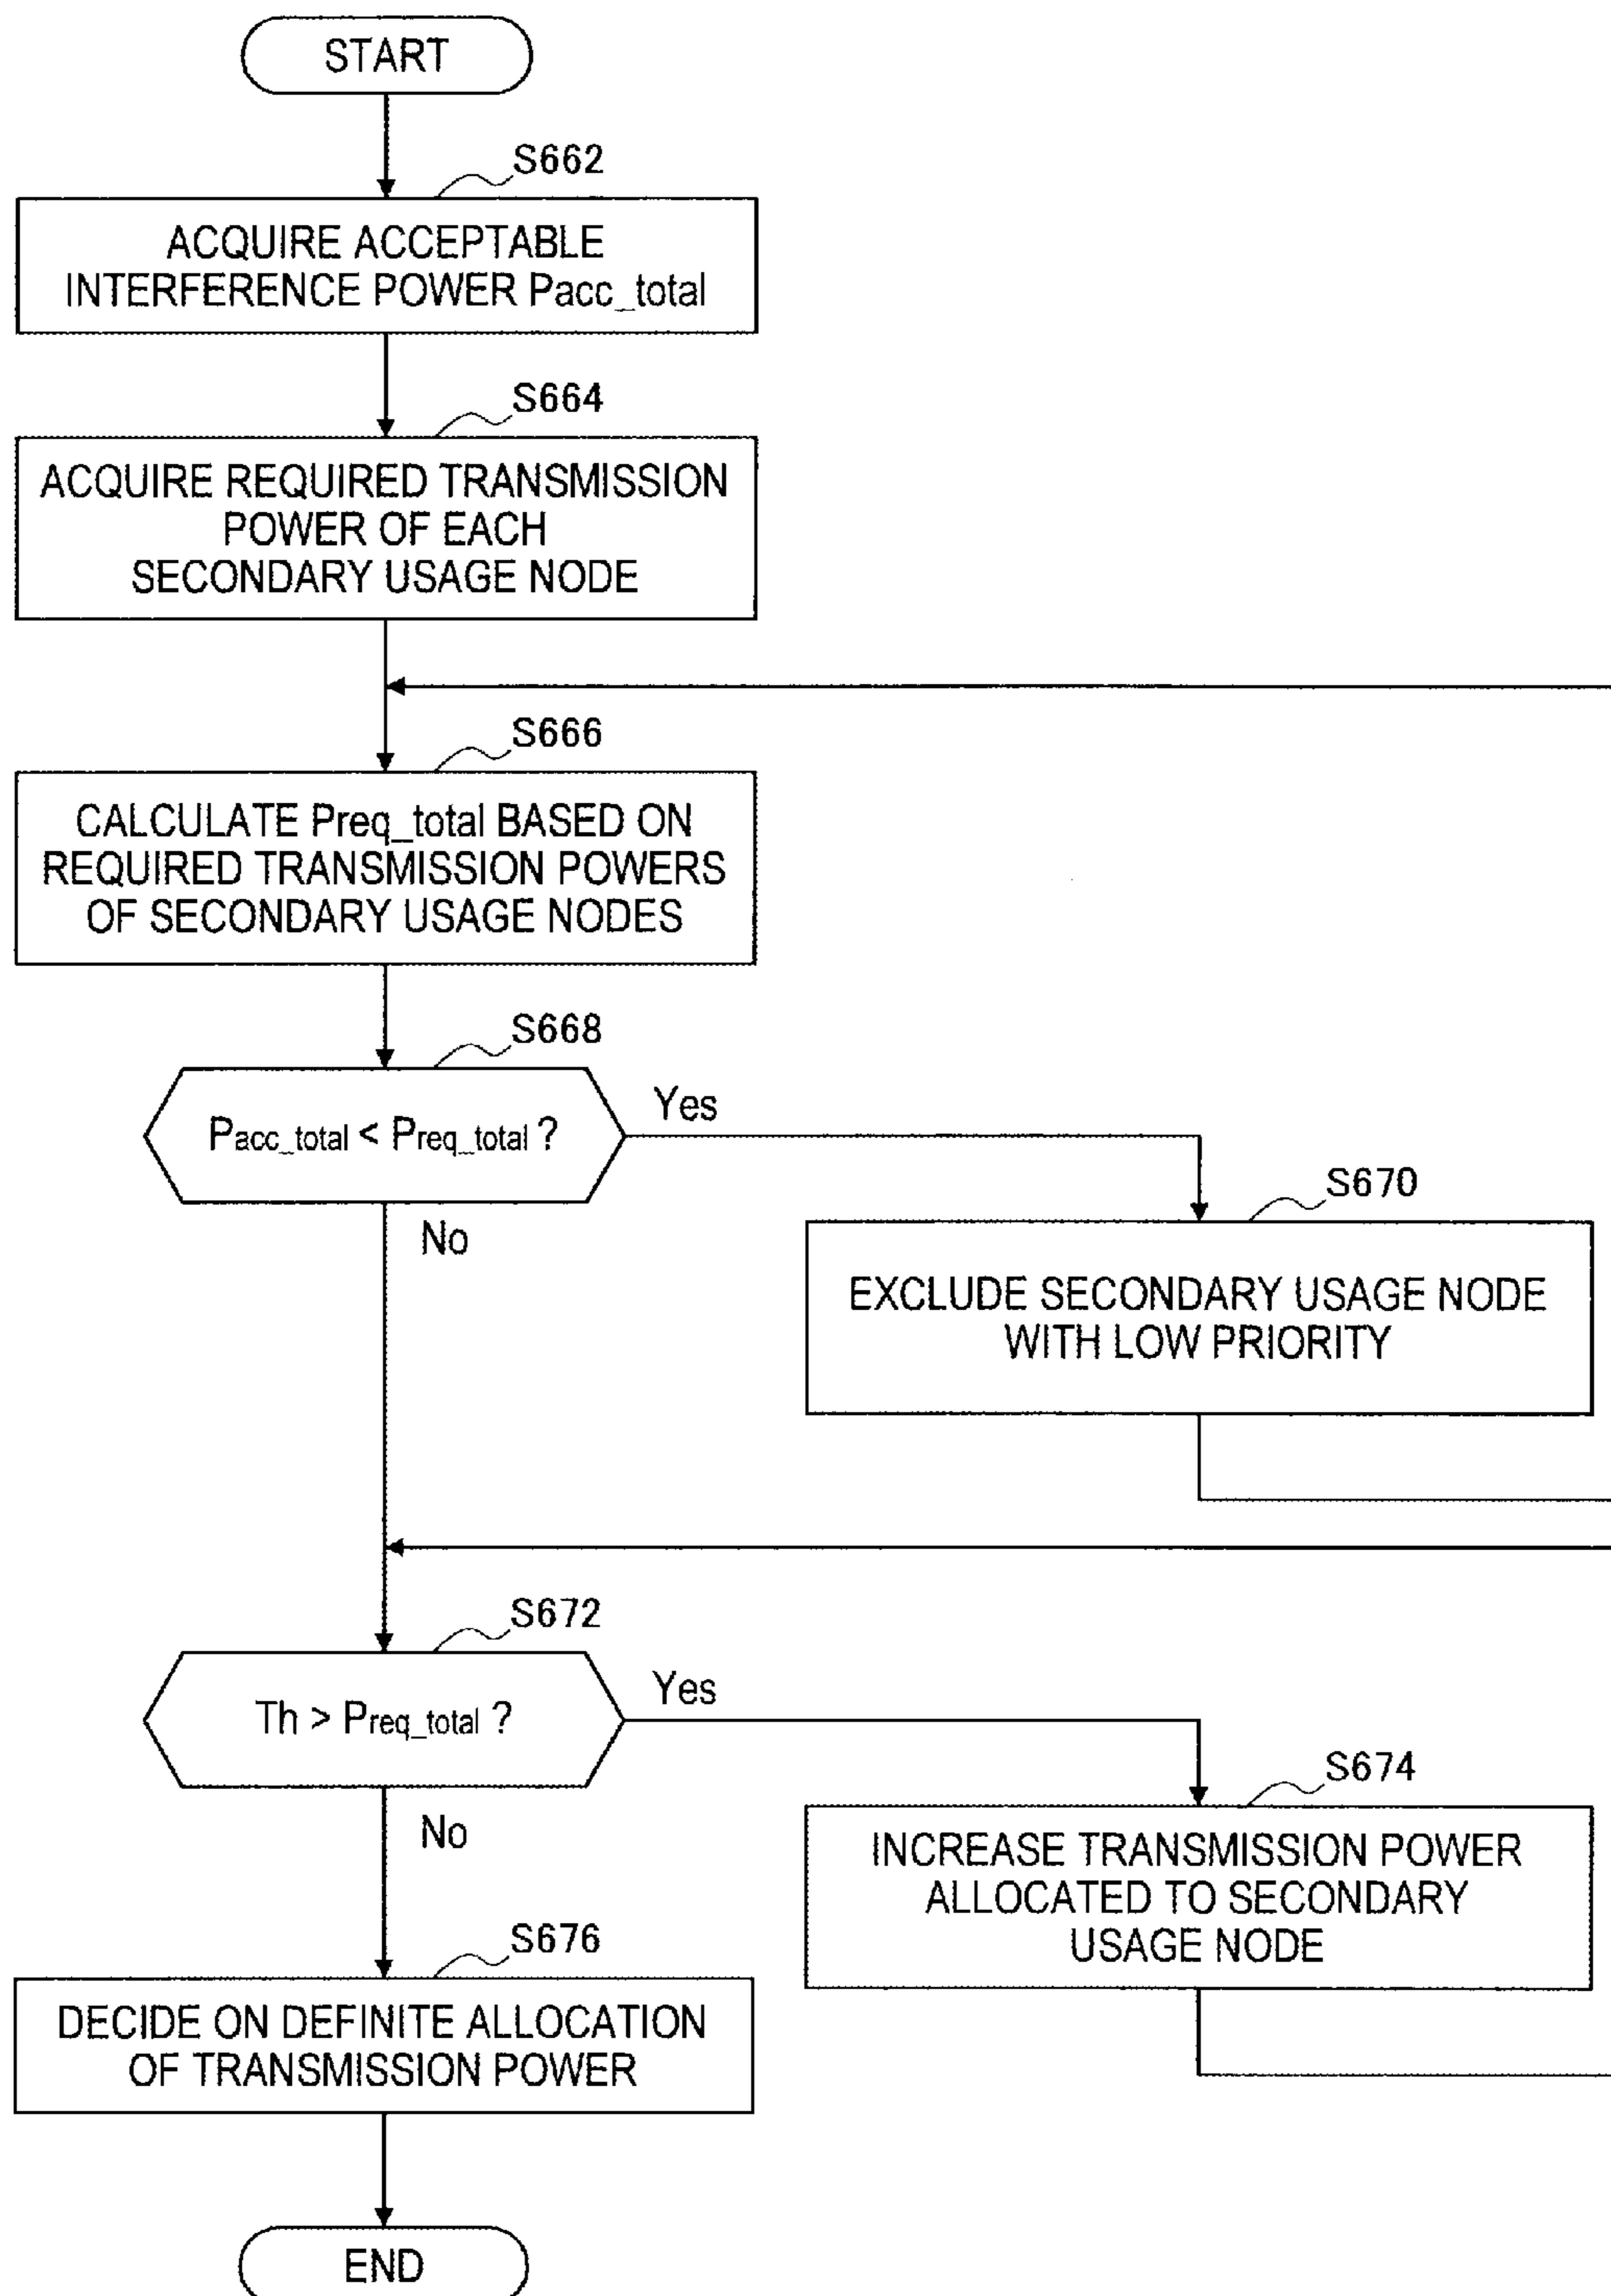 START
S662
ACQUIRE ACCEPTABLE
INTERFERENCE POWER Pacc_total
S664
ACQUIRE REQUIRED TRANSMISSION
POWER OF EACH
SECONDARY USAGE NODE
S666
CALCULATE Preq_total BASED ON
REQUIRED TRANSMISSION POWERS
OF SECONDARY USAGE NODES
S668
Pacc_total < Preq_total ?
Yes
No
S670
EXCLUDE SECONDARY USAGE NODE
WITH LOW PRIORITY
S672
Th > Preq_total ?
Yes
No
S674
INCREASE TRANSMISSION POWER
ALLOCATED TO SECONDARY
USAGE NODE
S676
DECIDE ON DEFINITE ALLOCATION
OF TRANSMISSION POWER
END